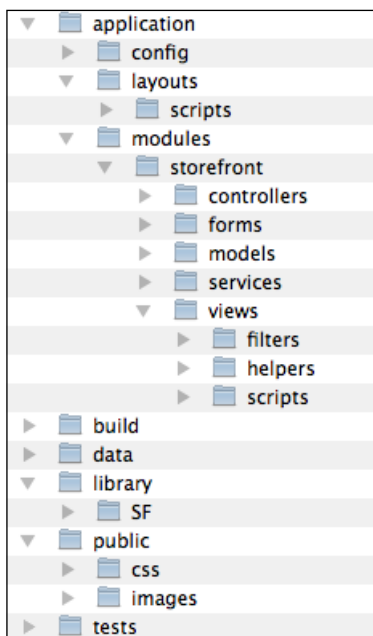 application
config
layouts
scripts
modules
storefront
controllers
forms
models
services
views
filters
helpers
scripts
build
data
library
SF
public
css
images
tests